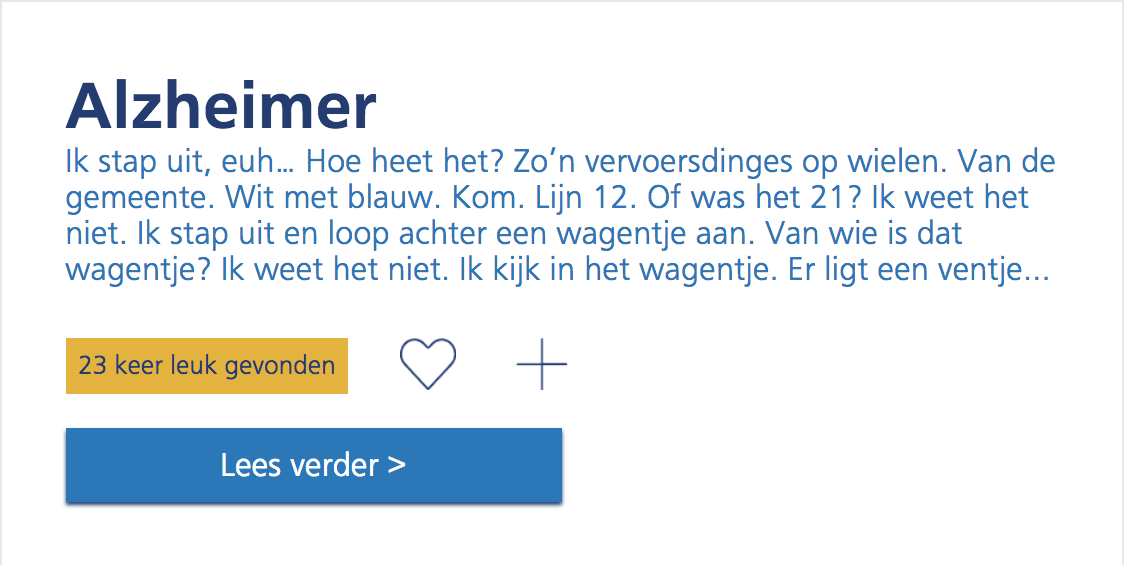 Alzheimer
Ik stap uit, euh... Hoe heet het? Zo’n vervoersdinges op wielen. Van de
gemeente. Wit met blauw. Kom. Lijn 12. Of was het 21? Ik weet het
niet. Ik stap uit en loop achter een wagentje aan. Van wie is dat
wagentje? Ik weet het niet. Ik kijk in het wagentje. Er ligt een ventje...
23 keer leuk gevonden
Lees verder >